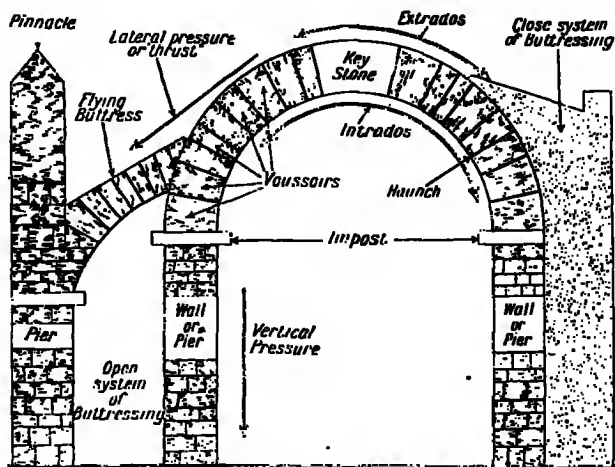 Pinnacle
Lateral pressure
or thrust
Extrados
Close system
of Buttressing
Key
Stone
Flying
Buttress
Intrados
Voussoirs
Haunch
Impost.
Wall
or
Pier.
Wall
or
Pier
Pier
Vertical
Pressure
Open
system
of
Buttressing